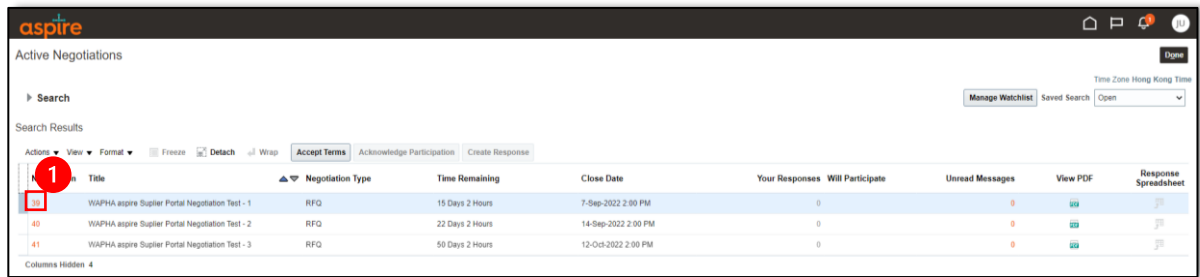 aspire
1
JU
Active Negotiations
Done
Time Zone Hong Kong Time
Search
Manage Watchlist Saved Search Open
Search Results
Actions View Format Freeze Detach Wrap Accept Terms Acknowledge Participation Create Response
1
Title Negotiation Type Time Remaining Close Date Your Responses Will Participate Unread Messages View PDF Response Spreadsheet
39 WAPHA aspire Suplier Portal Negotiation Test - 1 RFQ 15 Days 2 Hours 7-Sep-2022 2:00 PM 0 0
40 WAPHA aspire Suplier Portal Negotiation Test - 2 RFQ 22 Days 2 Hours 14-Sep-2022 2:00 PM 0 0
41 WAPHA aspire Suplier Portal Negotiation Test - 3 RFQ 50 Days 2 Hours 12-Oct-2022 2:00 PM 0 0
Columns Hidden 4